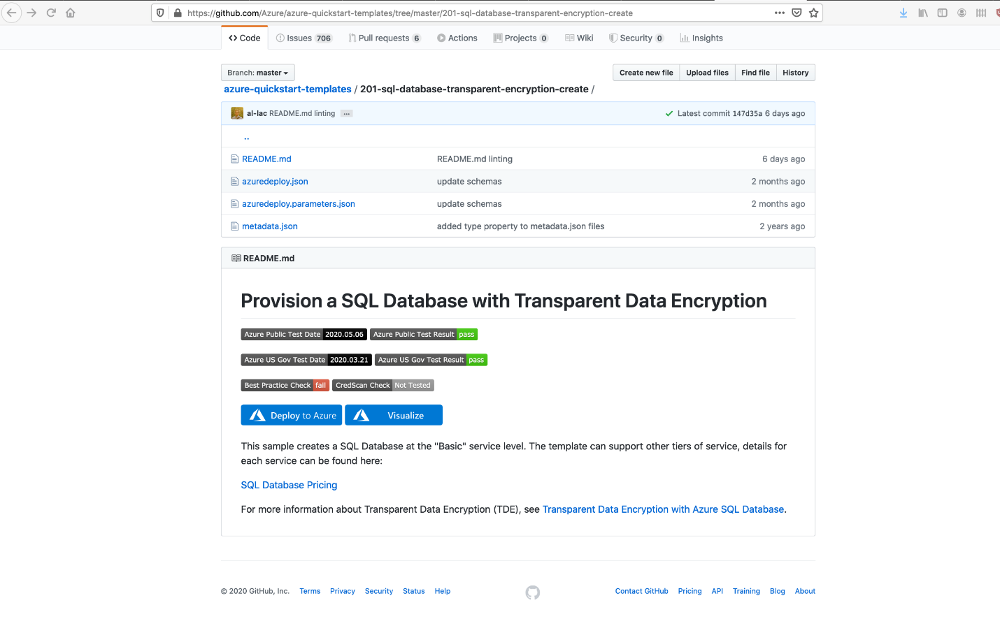 https://github.com/Azure/azure-quickstart-templates/tree/master/201-sql-database-transparent-encryption-create
Code Issues 706 Pull requests 6 Actions Projects 0 Wiki Security 0 Insights
Branch: master Create new file Upload files Find file History
azure-quickstart-templates / 201-sql-database-transparent-encryption-create /
al-lac README.md linting ... Latest commit 147d35a 6 days ago
..
README.md README.md linting 6 days ago
azuredeploy.json update schemas 2 months ago
azuredeploy.parameters.json update schemas 2 months ago
metadata.json added type property to metadata.json files 2 years ago
README.md
Provision a SQL Database with Transparent Data Encryption
Azure Public Test Date 2020.05.06 Azure Public Test Result pass
Azure US Gov Test Date 2020.03.21 Azure US Gov Test Result pass
Best Practice Check fail CredScan Check Not Tested
Deploy to Azure Visualize
This sample creates a SQL Database at the "Basic" service level. The template can support other tiers of service, details for
each service can be found here:
SQL Database Pricing
For more information about Transparent Data Encryption (TDE), see Transparent Data Encryption with Azure SQL Database.
© 2020 GitHub, Inc. Terms Privacy Security Status Help Contact GitHub Pricing API Training Blog About